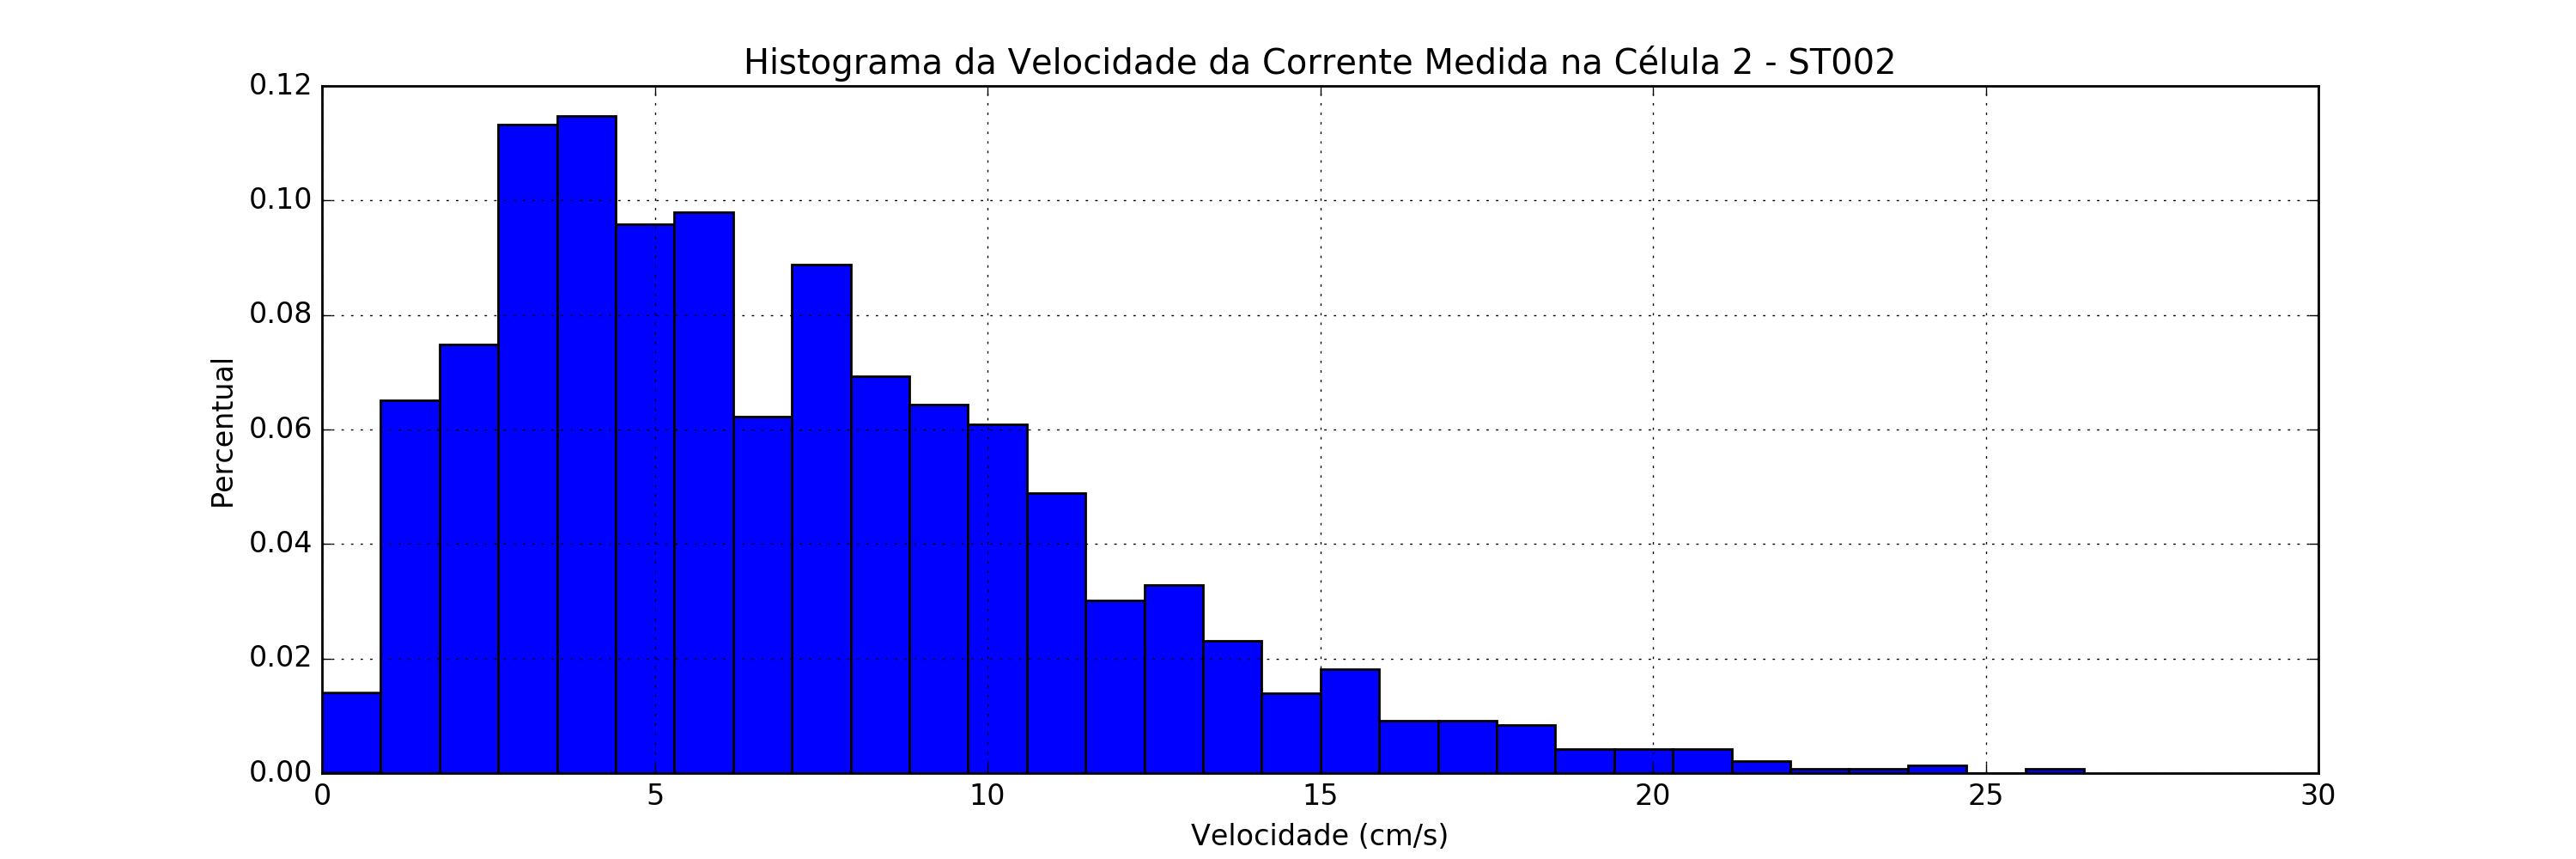 Histograma da Velocidade da Corrente Medida na Célula 2 - ST002
0.12
0.10
0.08
0.06
0.04
0.02
0.00
Percentual
0 5 10 15 20 25 30
Velocidade (cm/s)